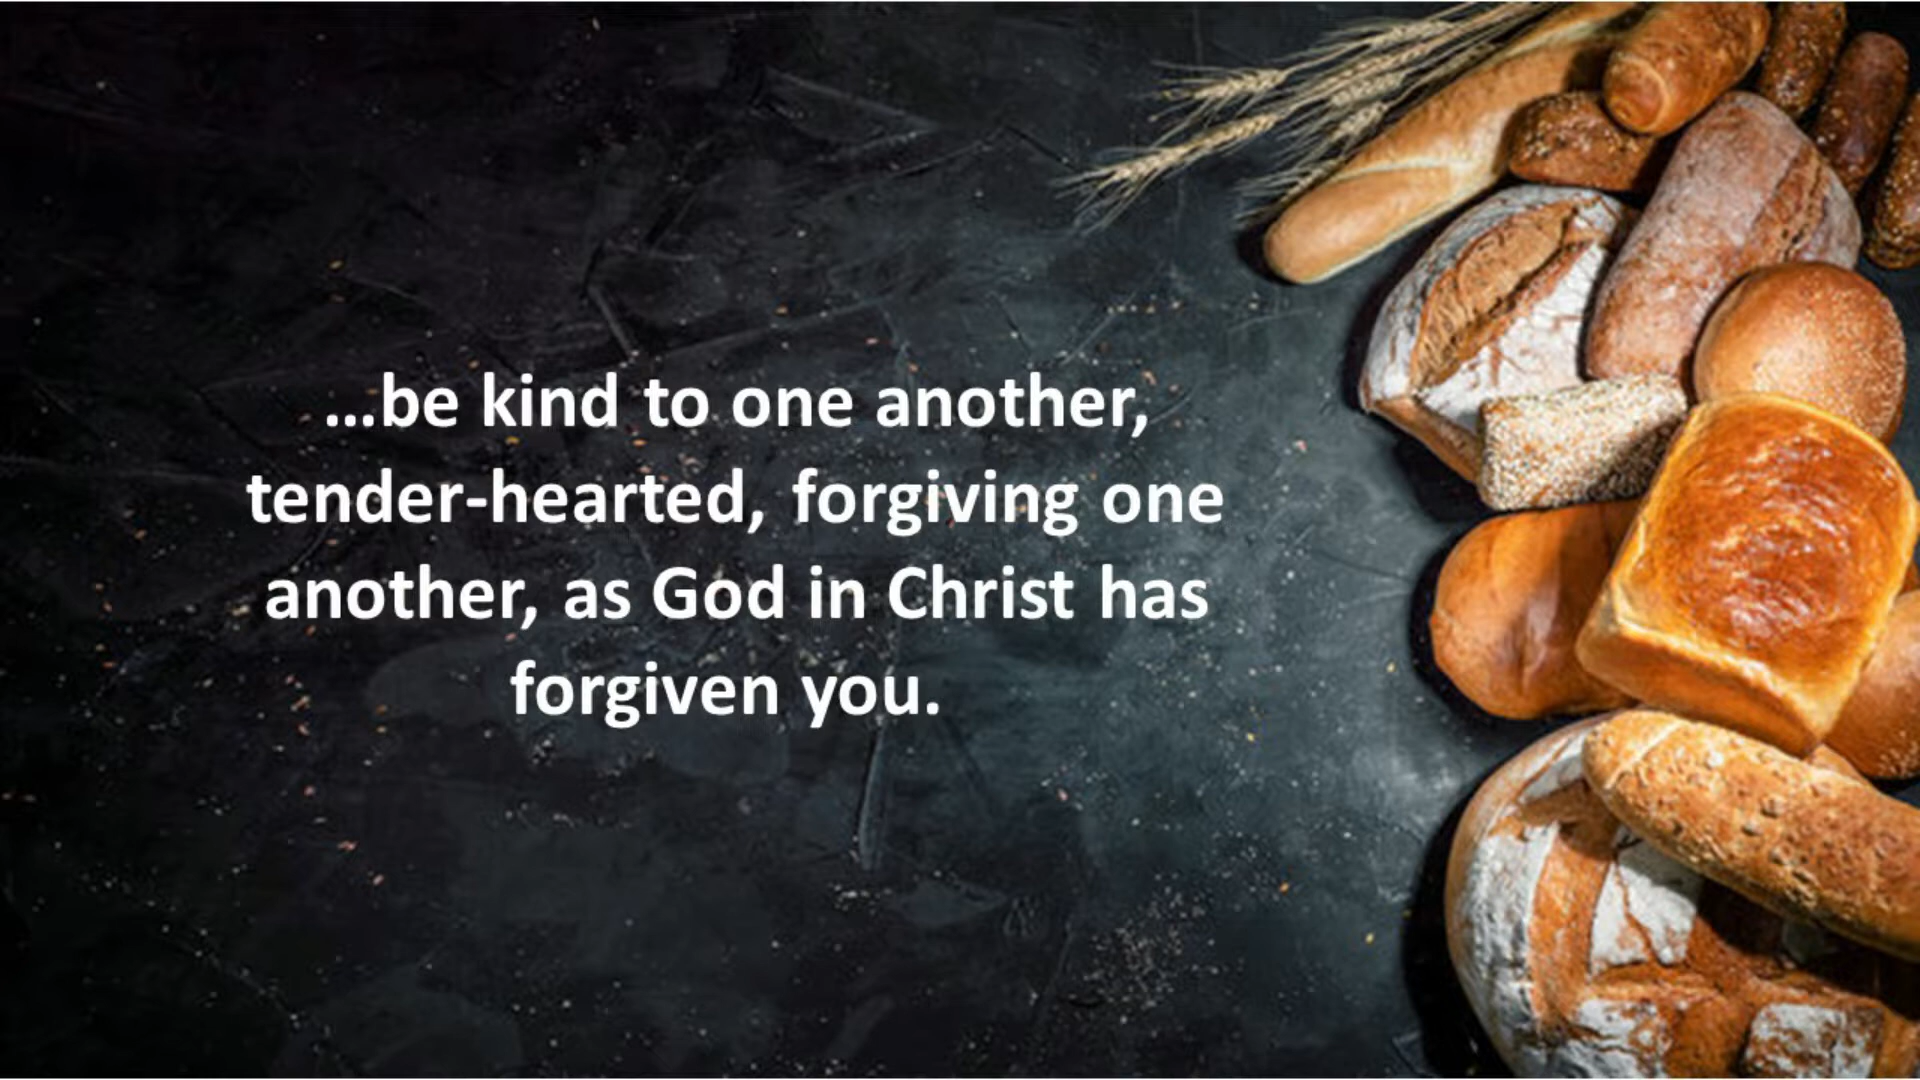 ...be kind to one another,
tender-hearted, forgiving one
another, as God in Christ has
forgiven you.